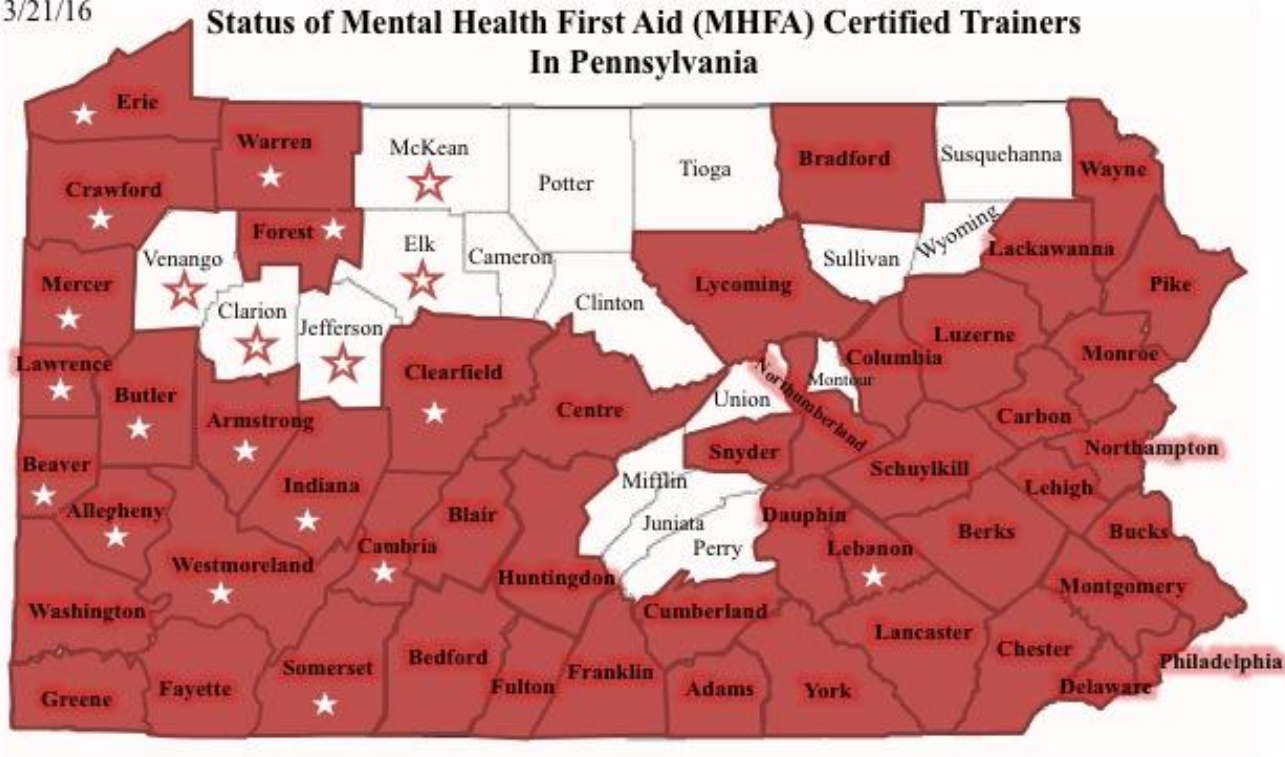 3/21/16
Status of Mental Health First Aid (MHFA) Certified Trainers
In Pennsylvania
Erie
Warren
McKean
Potter
Tioga
Bradford
Susquehanna
Wayne
Crawford
Forest
Venango
Elk
Cameron
Sullivan
Wyoming
Lackawanna
Mercer
Clarion
Jefferson
Clinton
Lycoming
Pike
Lawrence
Butler
Armstrong
Clearfield
Centre
Union
Northumberland
Montour
Columbia
Luzerne
Monroe
Carbon
Beaver
Allegheny
Indiana
Snyder
Mifflin
Juniata
Perry
Schuylkill
Northampton
Lehigh
Blair
Cambria
Westmoreland
Huntingdon
Dauphin
Lebanon
Berks
Bucks
Washington
Cumberland
Montgomery
Lancaster
Chester
Philadelphia
Delaware
Greene
Fayette
Somerset
Bedford
Fulton
Franklin
Adams
York